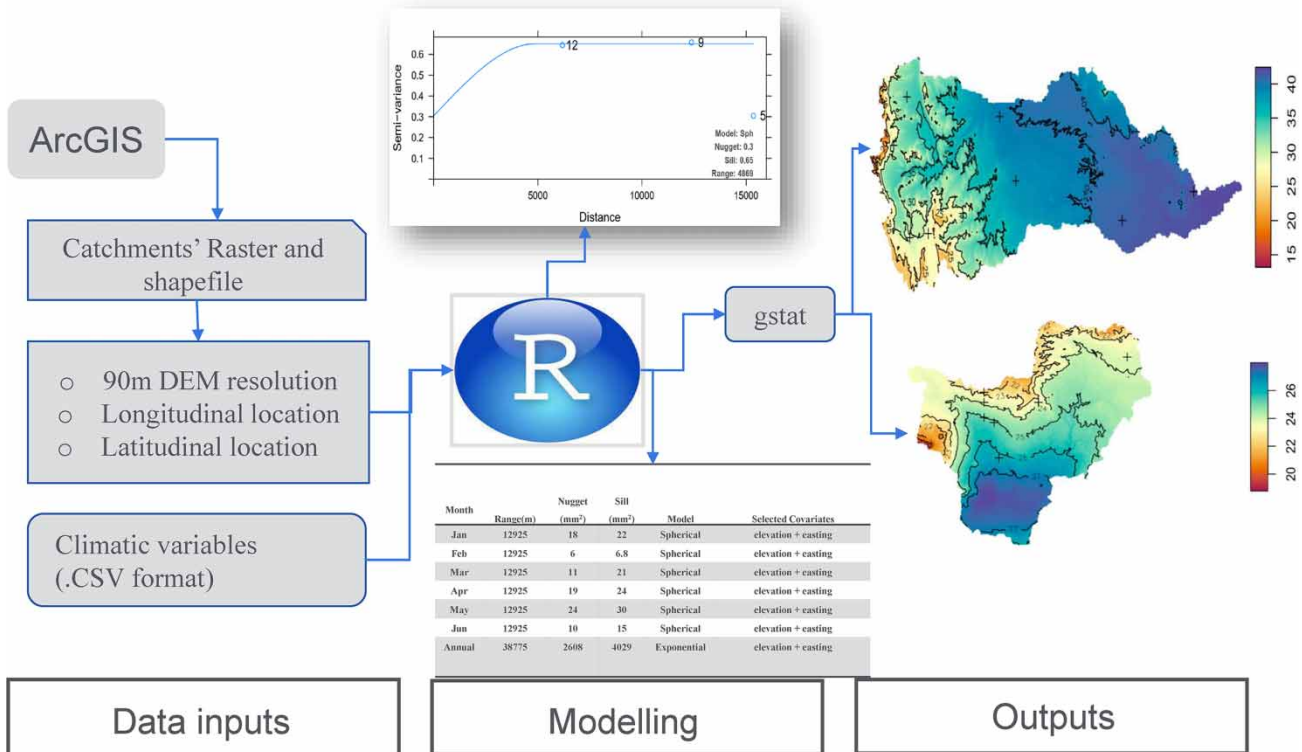 ArcGIS
Catchments’ Raster and
shapefile
○ 90m DEM resolution
○ Longitudinal location
○ Latitudinal location
Climatic variables
(.CSV format)
Data inputs
Semi-variance
0.6
0.5
0.4
0.3
0.2
0.1
12
9
5
Model: Sph
Nugget: 0.3
Sill: 0.65
Range: 4869
5000 10000 15000
Distance
R
gstat
Month Range(m) Nugget (mm²) Sill (mm²) Model Selected Covariates
Jan 12925 18 22 Spherical elevation + easting
Feb 12925 6 6.8 Spherical elevation + easting
Mar 12925 11 21 Spherical elevation + easting
Apr 12925 19 24 Spherical elevation + easting
May 12925 24 30 Spherical elevation + easting
Jun 12925 10 15 Spherical elevation + easting
Annual 38775 2608 4029 Exponential elevation + easting
Modelling
30
40
35
30
25
20
15
26
24
22
20
Outputs